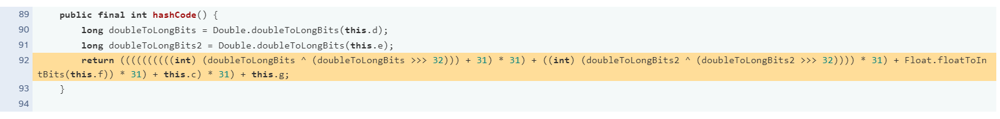 89 public final int hashCode() {
90 long doubleToLongBits = Double.doubleToLongBits(this.d);
91 long doubleToLongBits2 = Double.doubleToLongBits(this.e);
92 return ((((((((((int) (doubleToLongBits ^ (doubleToLongBits >>> 32))) + 31) * 31) + ((int) (doubleToLongBits2 ^ (doubleToLongBits2 >>> 32)))) * 31) + Float.floatToIn
tBits(this.f)) * 31) + this.c) * 31) + this.g;
93 }
94